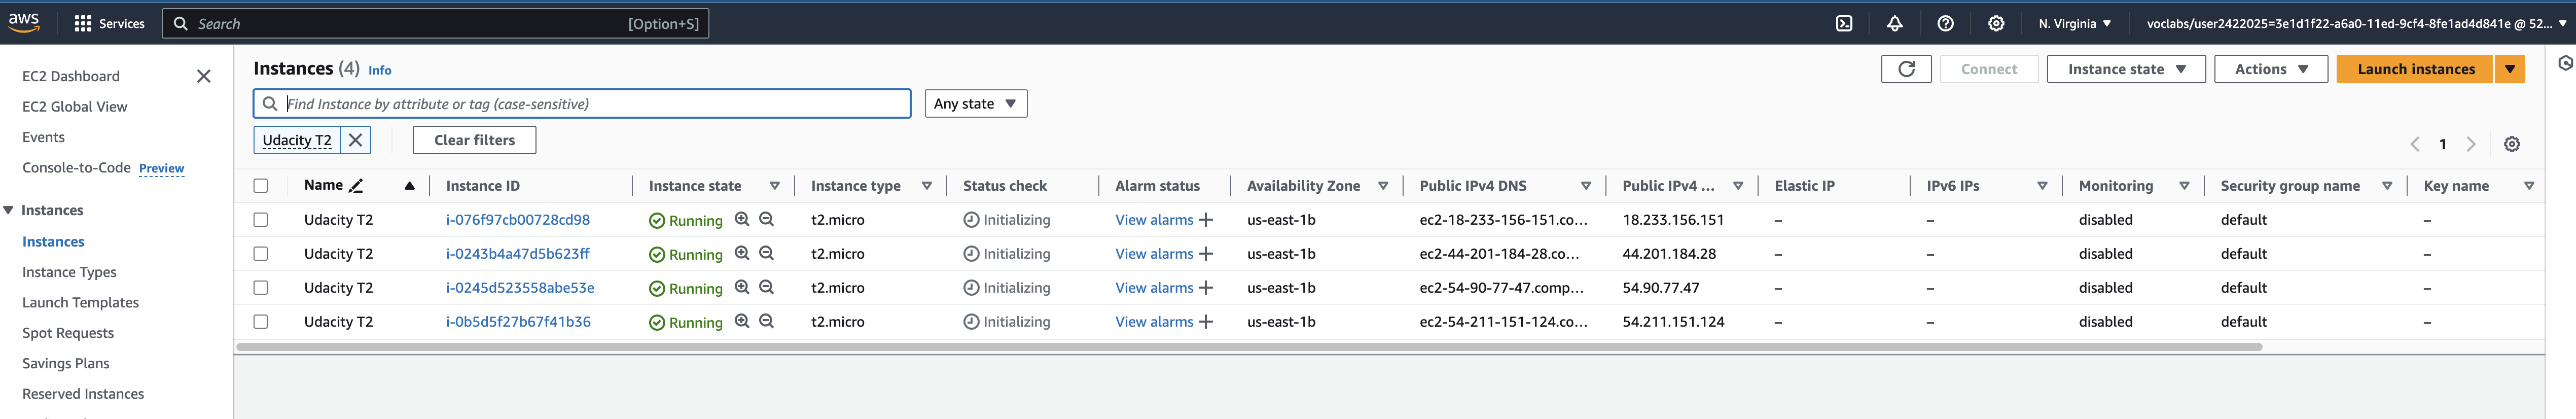 aws
Services
Search
[Option+S]
N. Virginia
voclabs/user2422025=3e1d1f22-a6a0-11ed-9cf4-8fe1ad4d841e @ 52...
EC2 Dashboard
EC2 Global View
Events
Console-to-Code Preview
Instances
Instances
Instance Types
Launch Templates
Spot Requests
Savings Plans
Reserved Instances
Instances (4) Info
Connect
Instance state
Actions
Launch instances
Find Instance by attribute or tag (case-sensitive)
Any state
Udacity T2
Clear filters
1
Name Instance ID Instance state Instance type Status check Alarm status Availability Zone Public IPv4 DNS Public IPv4 ... Elastic IP IPv6 IPs Monitoring Security group name Key name
Udacity T2 i-076f97cb00728cd98 Running t2.micro Initializing View alarms + us-east-1b ec2-18-233-156-151.co... 18.233.156.151 – – disabled default –
Udacity T2 i-0243b4a47d5b623ff Running t2.micro Initializing View alarms + us-east-1b ec2-44-201-184-28.co... 44.201.184.28 – – disabled default –
Udacity T2 i-0245d523558abe53e Running t2.micro Initializing View alarms + us-east-1b ec2-54-90-77-47.comp... 54.90.77.47 – – disabled default –
Udacity T2 i-0b5d5f27b67f41b36 Running t2.micro Initializing View alarms + us-east-1b ec2-54-211-151-124.co... 54.211.151.124 – – disabled default –